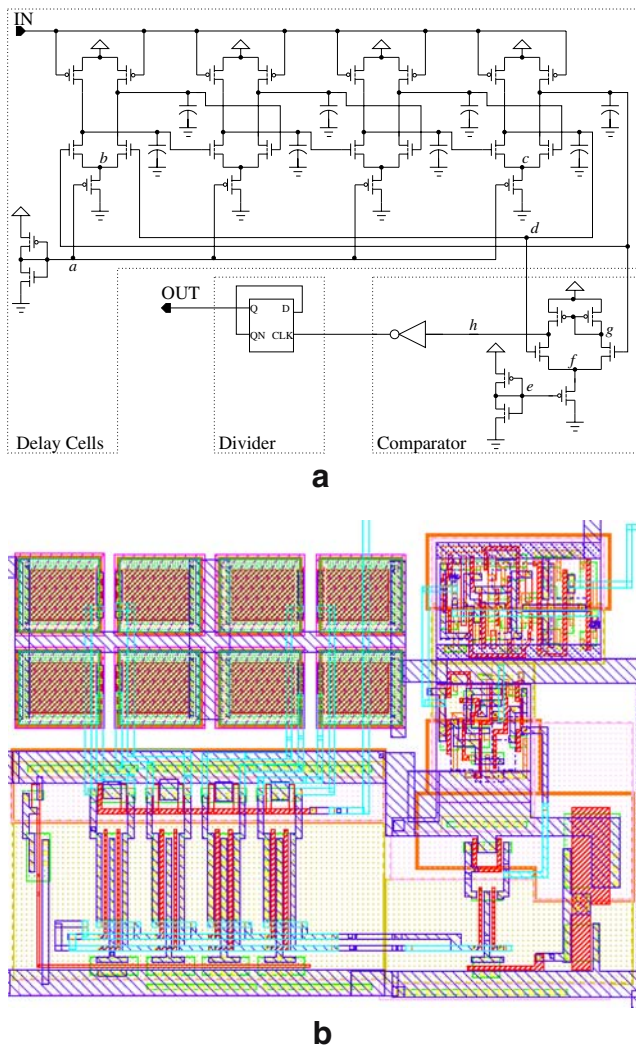 IN
b
c
d
a
OUT
Q D
QN CLK
h
g
f
e
Delay Cells
Divider
Comparator
a
b